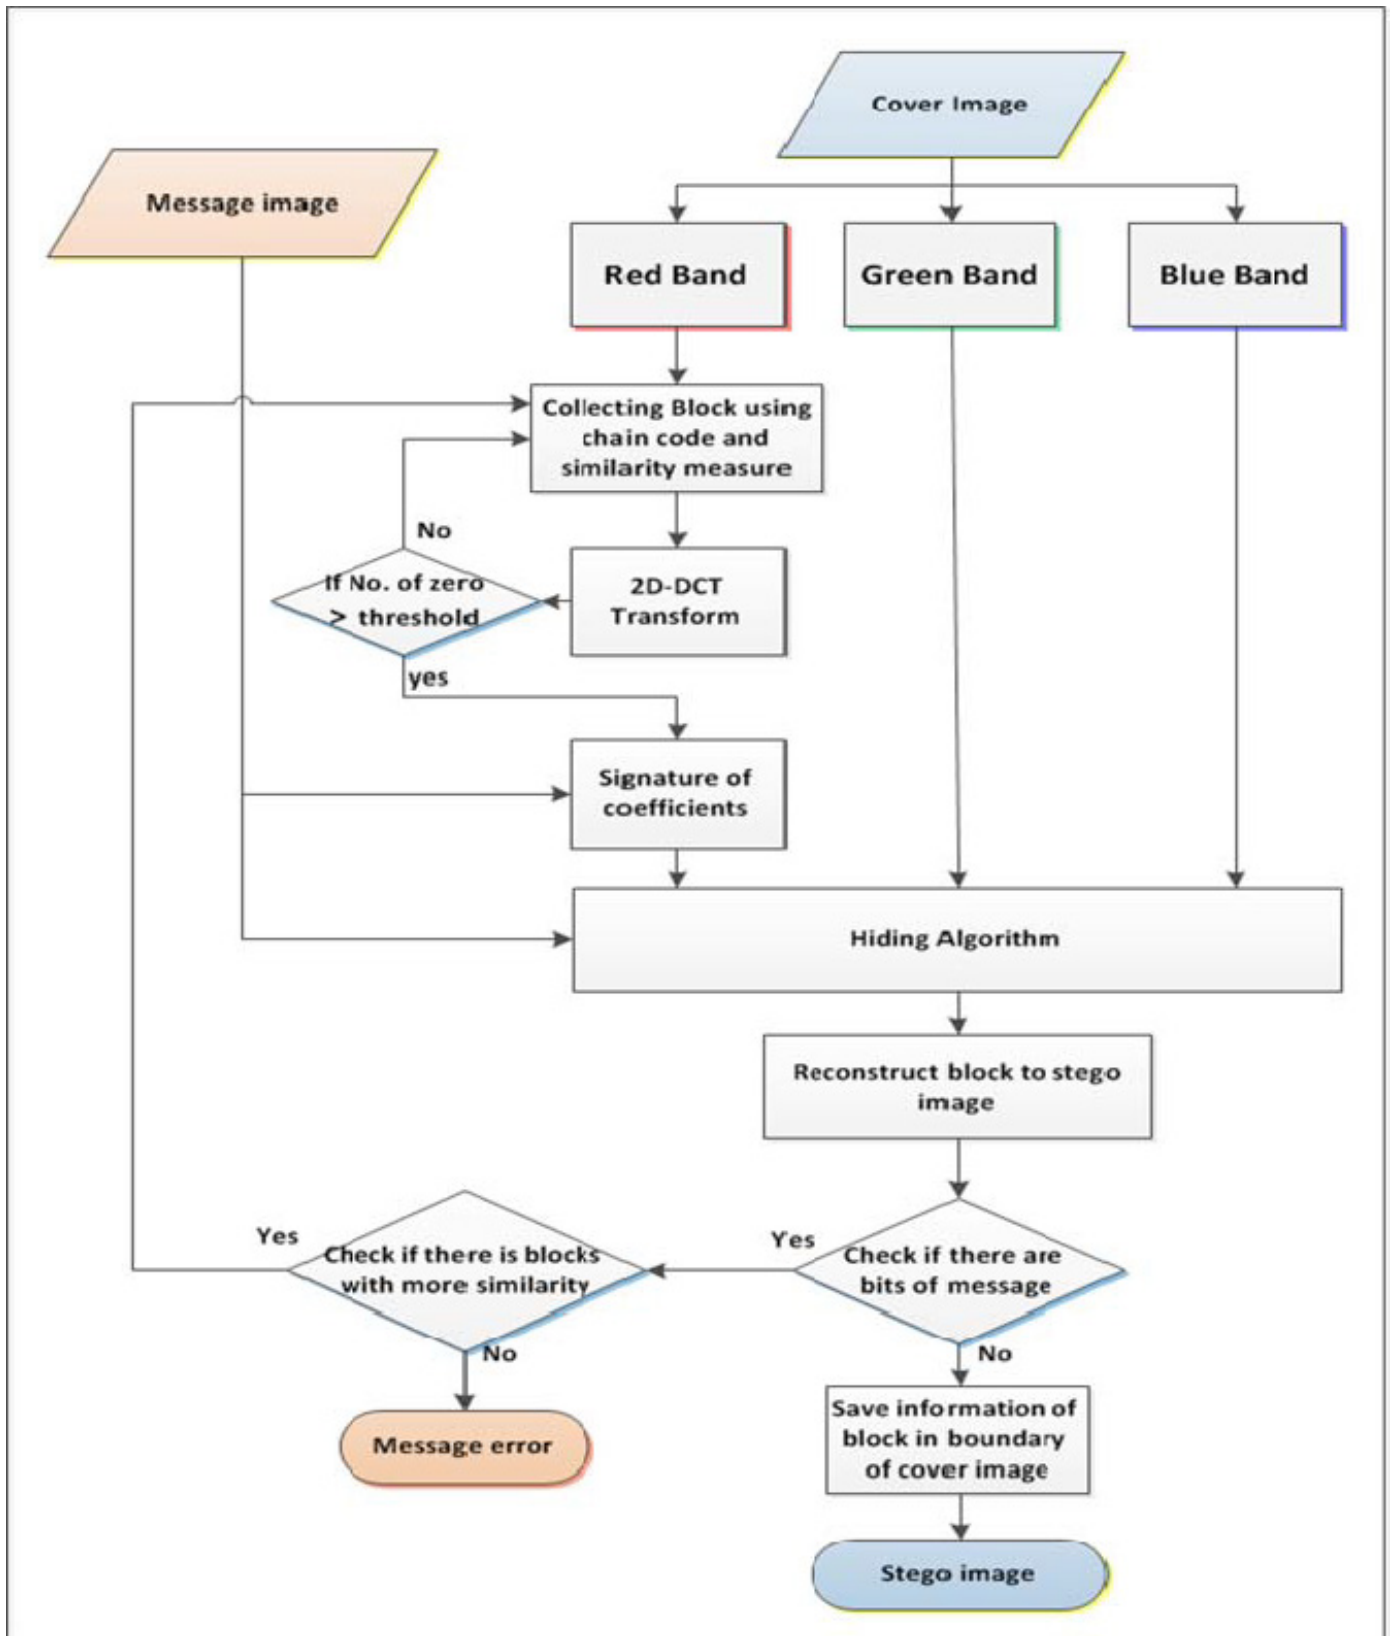 Cover Image
Message image
Red Band
Green Band
Blue Band
Collecting Block using
chain code and
similarity measure
No
If No. of zero
> threshold
2D-DCT
Transform
yes
Signature of
coefficients
Hiding Algorithm
Reconstruct block to stego
image
Yes
Check if there is blocks
with more similarity
Yes
Check if there are
bits of message
No
No
Message error
Save information of
block in boundary
of cover image
Stego image